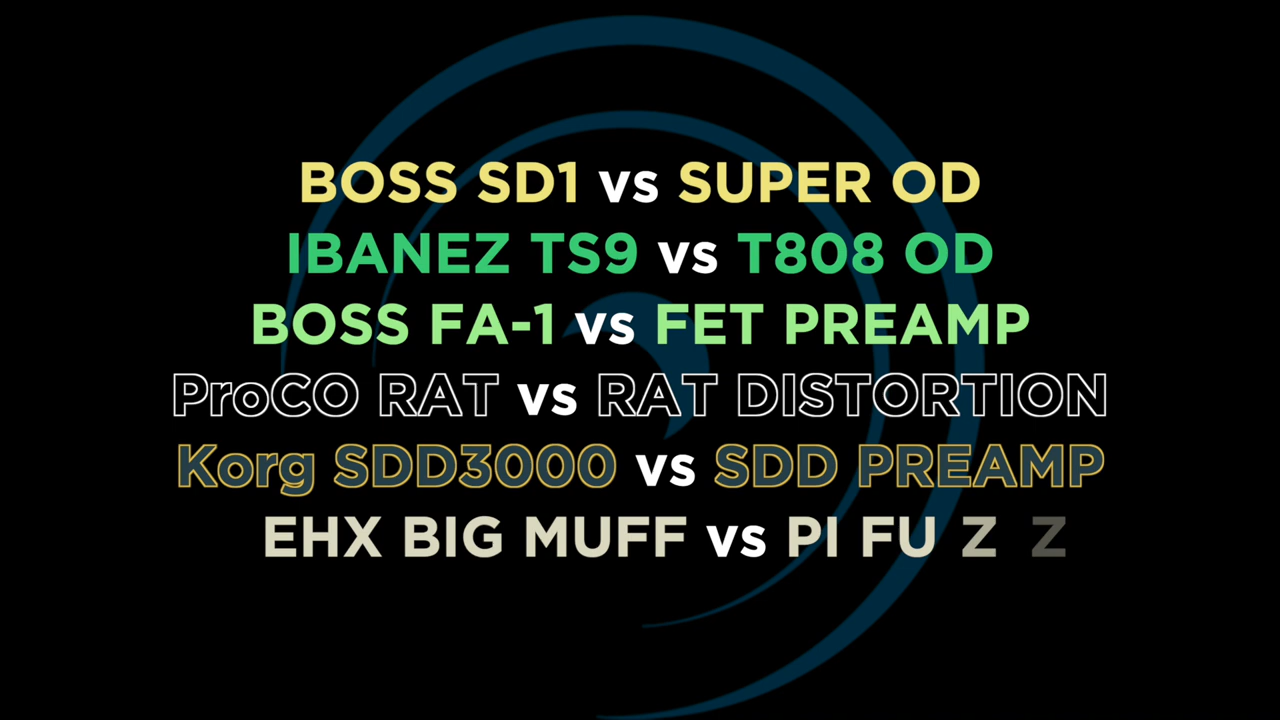 BOSS SD1 vs SUPER OD
IBANEZ TS9 vs T808 OD
BOSS FA-1 vs FET PREAMP
ProCO RAT vs RAT DISTORTION
Korg SDD3000 vs SDD PREAMP
EHX BIG MUFF vs PI FU Z Z